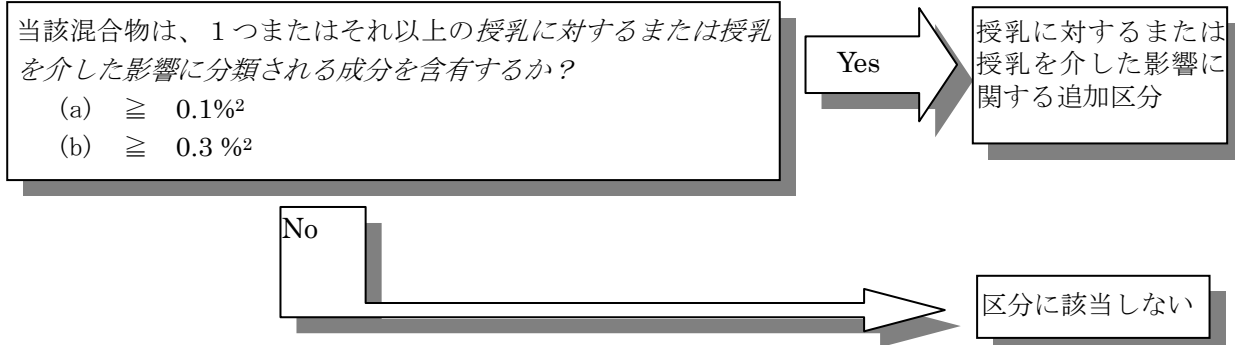 当該混合物は、１つまたはそれ以上の授乳に対するまたは授乳
を介した影響に分類される成分を含有するか？
(a) ≧ 0.1%²
(b) ≧ 0.3 %²
Yes
授乳に対するまたは
授乳を介した影響に
関する追加区分
No
区分に該当しない